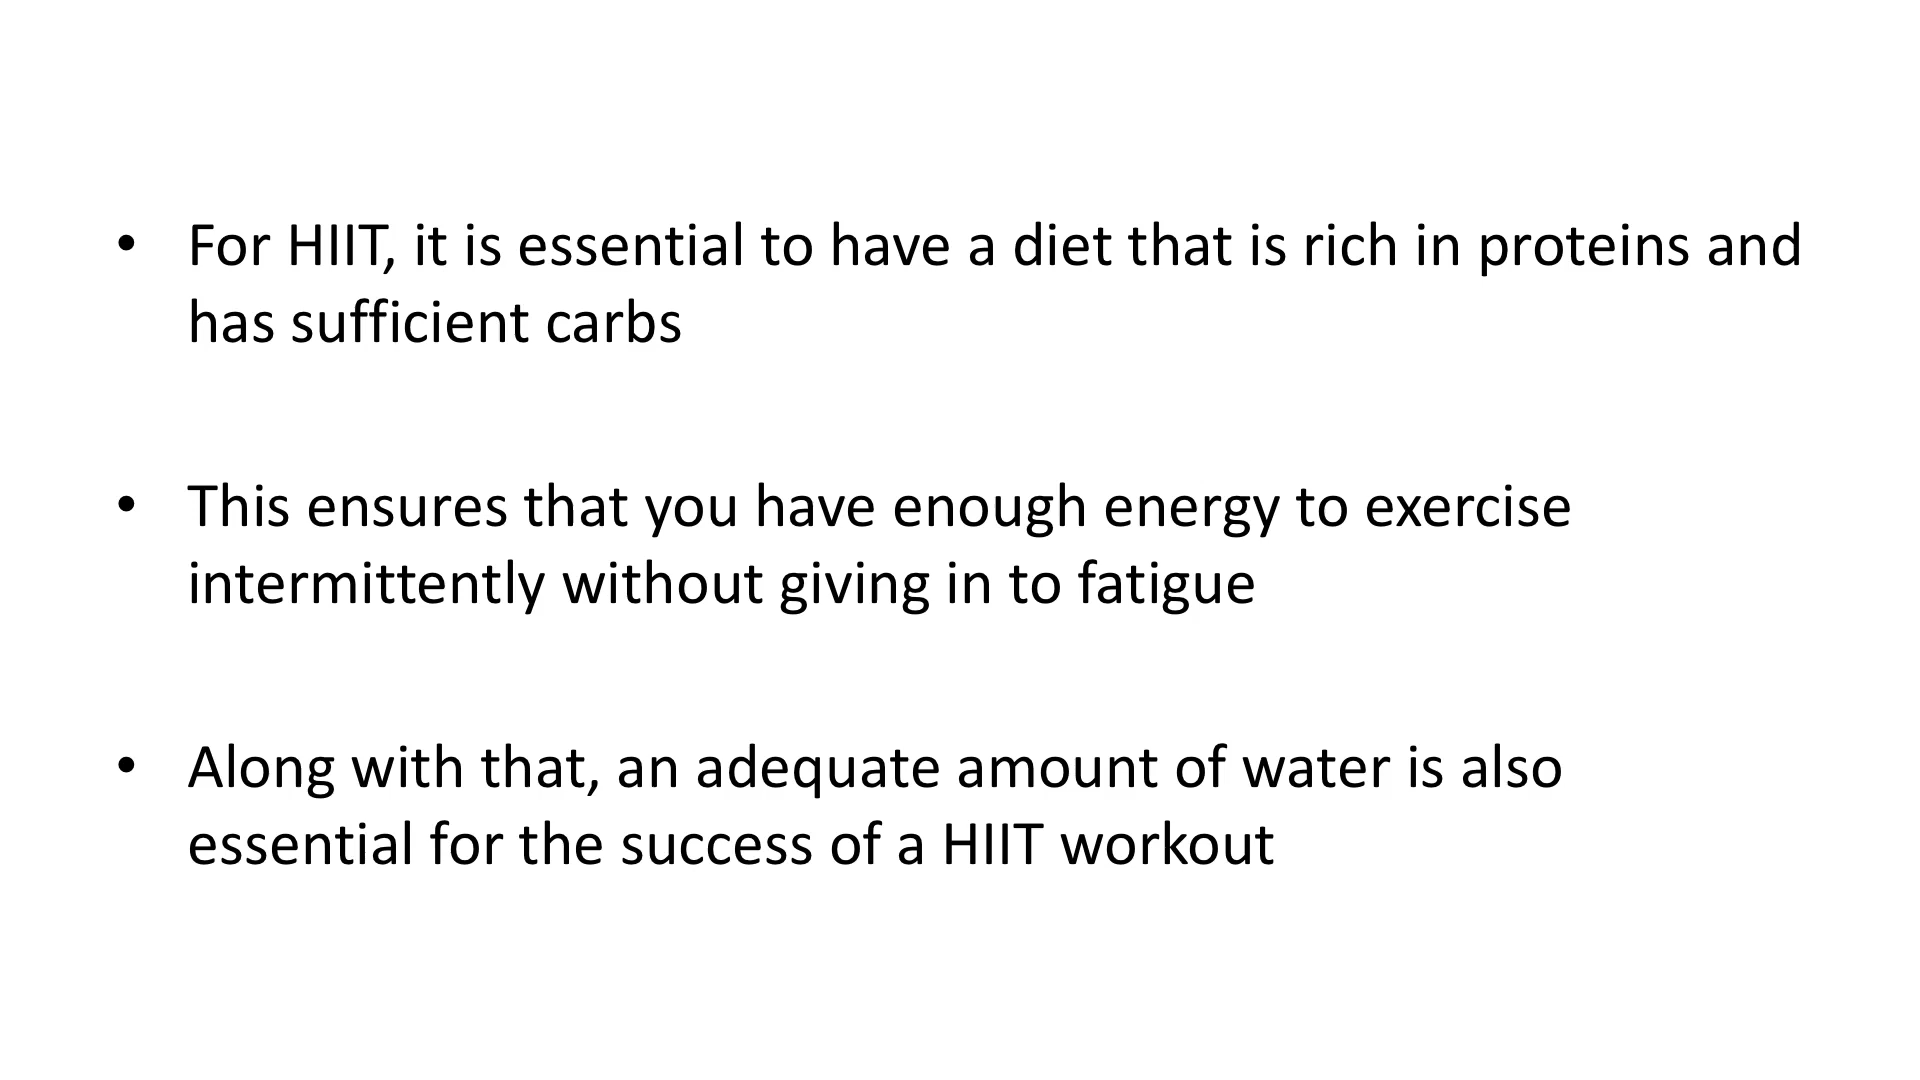 • For HIIT, it is essential to have a diet that is rich in proteins and
has sufficient carbs
• This ensures that you have enough energy to exercise
intermittently without giving in to fatigue
• Along with that, an adequate amount of water is also
essential for the success of a HIIT workout